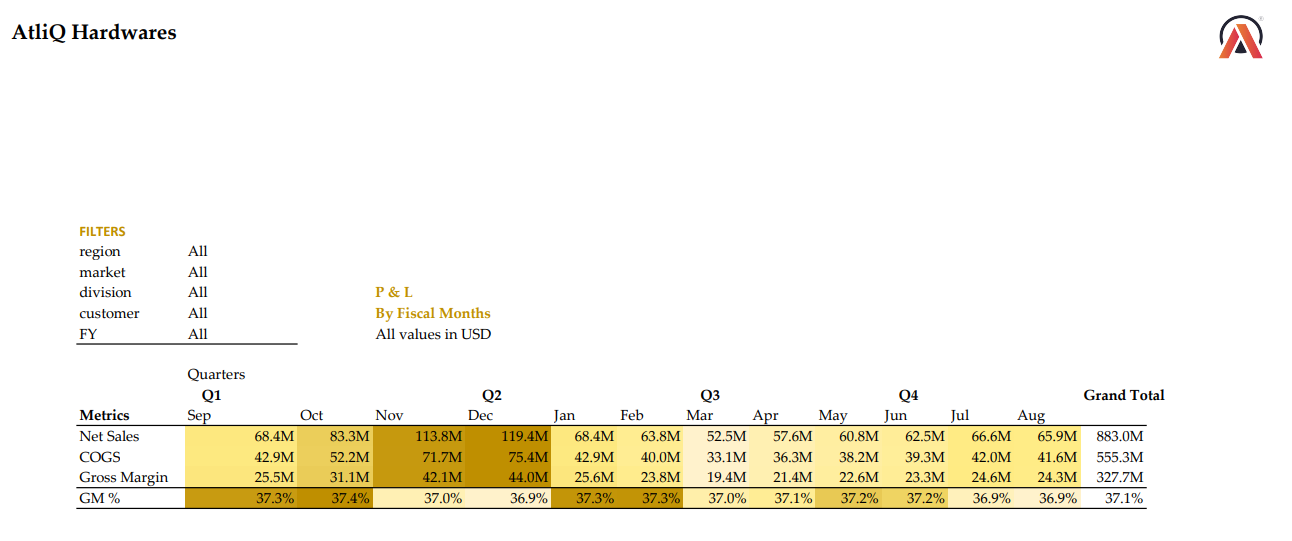 AtliQ Hardwares
FILTERS
region All
market All
division All P & L
customer All By Fiscal Months
FY All All values in USD
Quarters
Q1 Q2 Q3 Q4 Grand Total
Metrics Sep Oct Nov Dec Jan Feb Mar Apr May Jun Jul Aug
Net Sales 68.4M 83.3M 113.8M 119.4M 68.4M 63.8M 52.5M 57.6M 60.8M 62.5M 66.6M 65.9M 883.0M
COGS 42.9M 52.2M 71.7M 75.4M 42.9M 40.0M 33.1M 36.3M 38.2M 39.3M 42.0M 41.6M 555.3M
Gross Margin 25.5M 31.1M 42.1M 44.0M 25.6M 23.8M 19.4M 21.4M 22.6M 23.3M 24.6M 24.3M 327.7M
GM % 37.3% 37.4% 37.0% 36.9% 37.3% 37.3% 37.0% 37.1% 37.2% 37.2% 36.9% 36.9% 37.1%